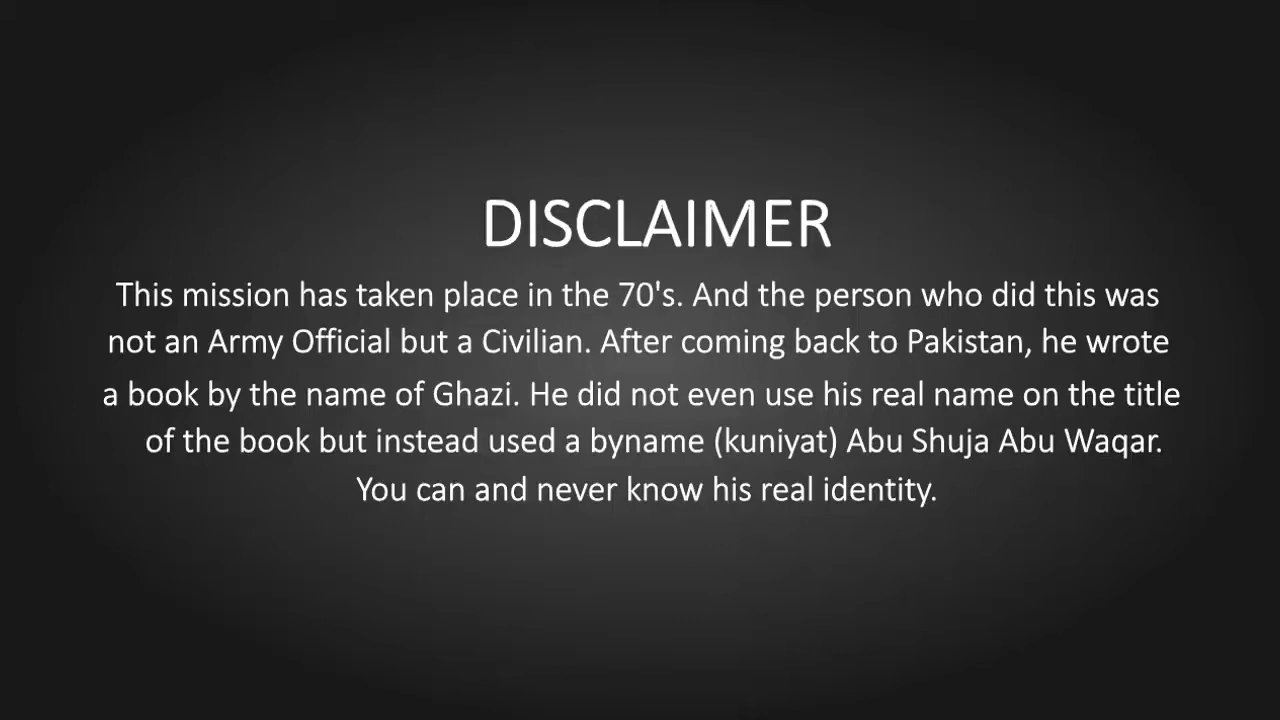 DISCLAIMER
This mission has taken place in the 70's. And the person who did this was
not an Army Official but a Civilian. After coming back to Pakistan, he wrote
a book by the name of Ghazi. He did not even use his real name on the title
of the book but instead used a byname (kuniyat) Abu Shuja Abu Waqar.
You can and never know his real identity.